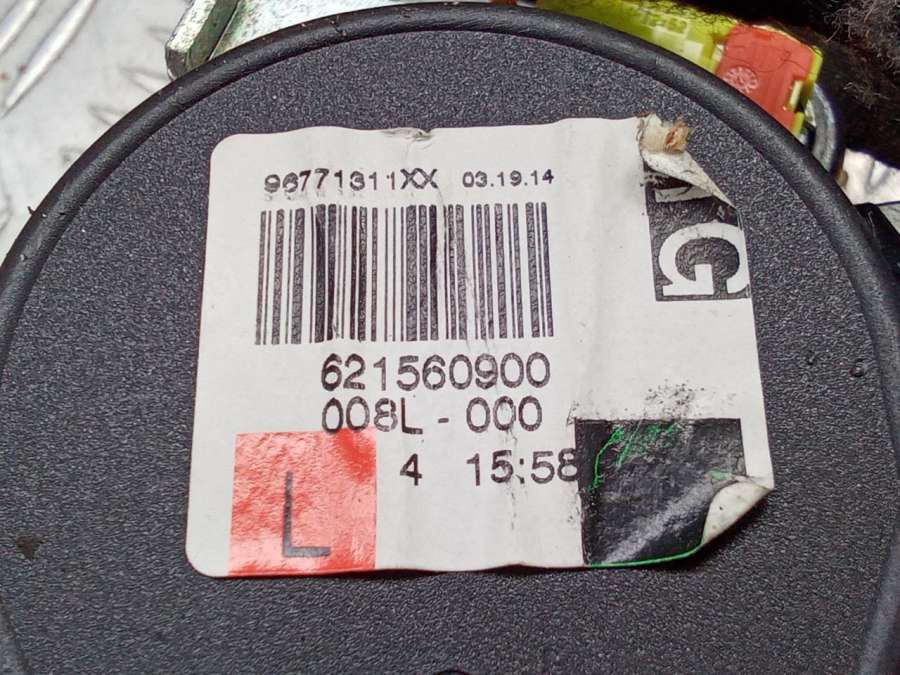 96771311XX 03.19.14
G
621560900
008L-000
4 15:58
L